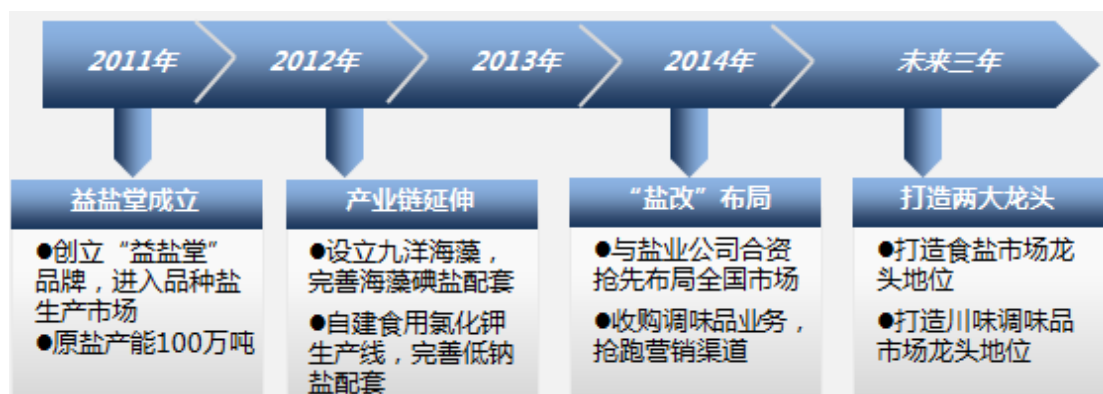 2011年
2012年
2013年
2014年
未来三年
益盐堂成立
●创立“益盐堂”
品牌，进入品种盐
生产市场
●原盐产能100万吨
产业链延伸
●设立九洋海藻，
完善海藻碘盐配套
●自建食用氯化钾
生产线，完善低钠
盐配套
“盐改”布局
●与盐业公司合资
抢先布局全国市场
●收购调味品业务，
抢跑营销渠道
打造两大龙头
●打造食盐市场龙
头地位
●打造川味调味品
市场龙头地位